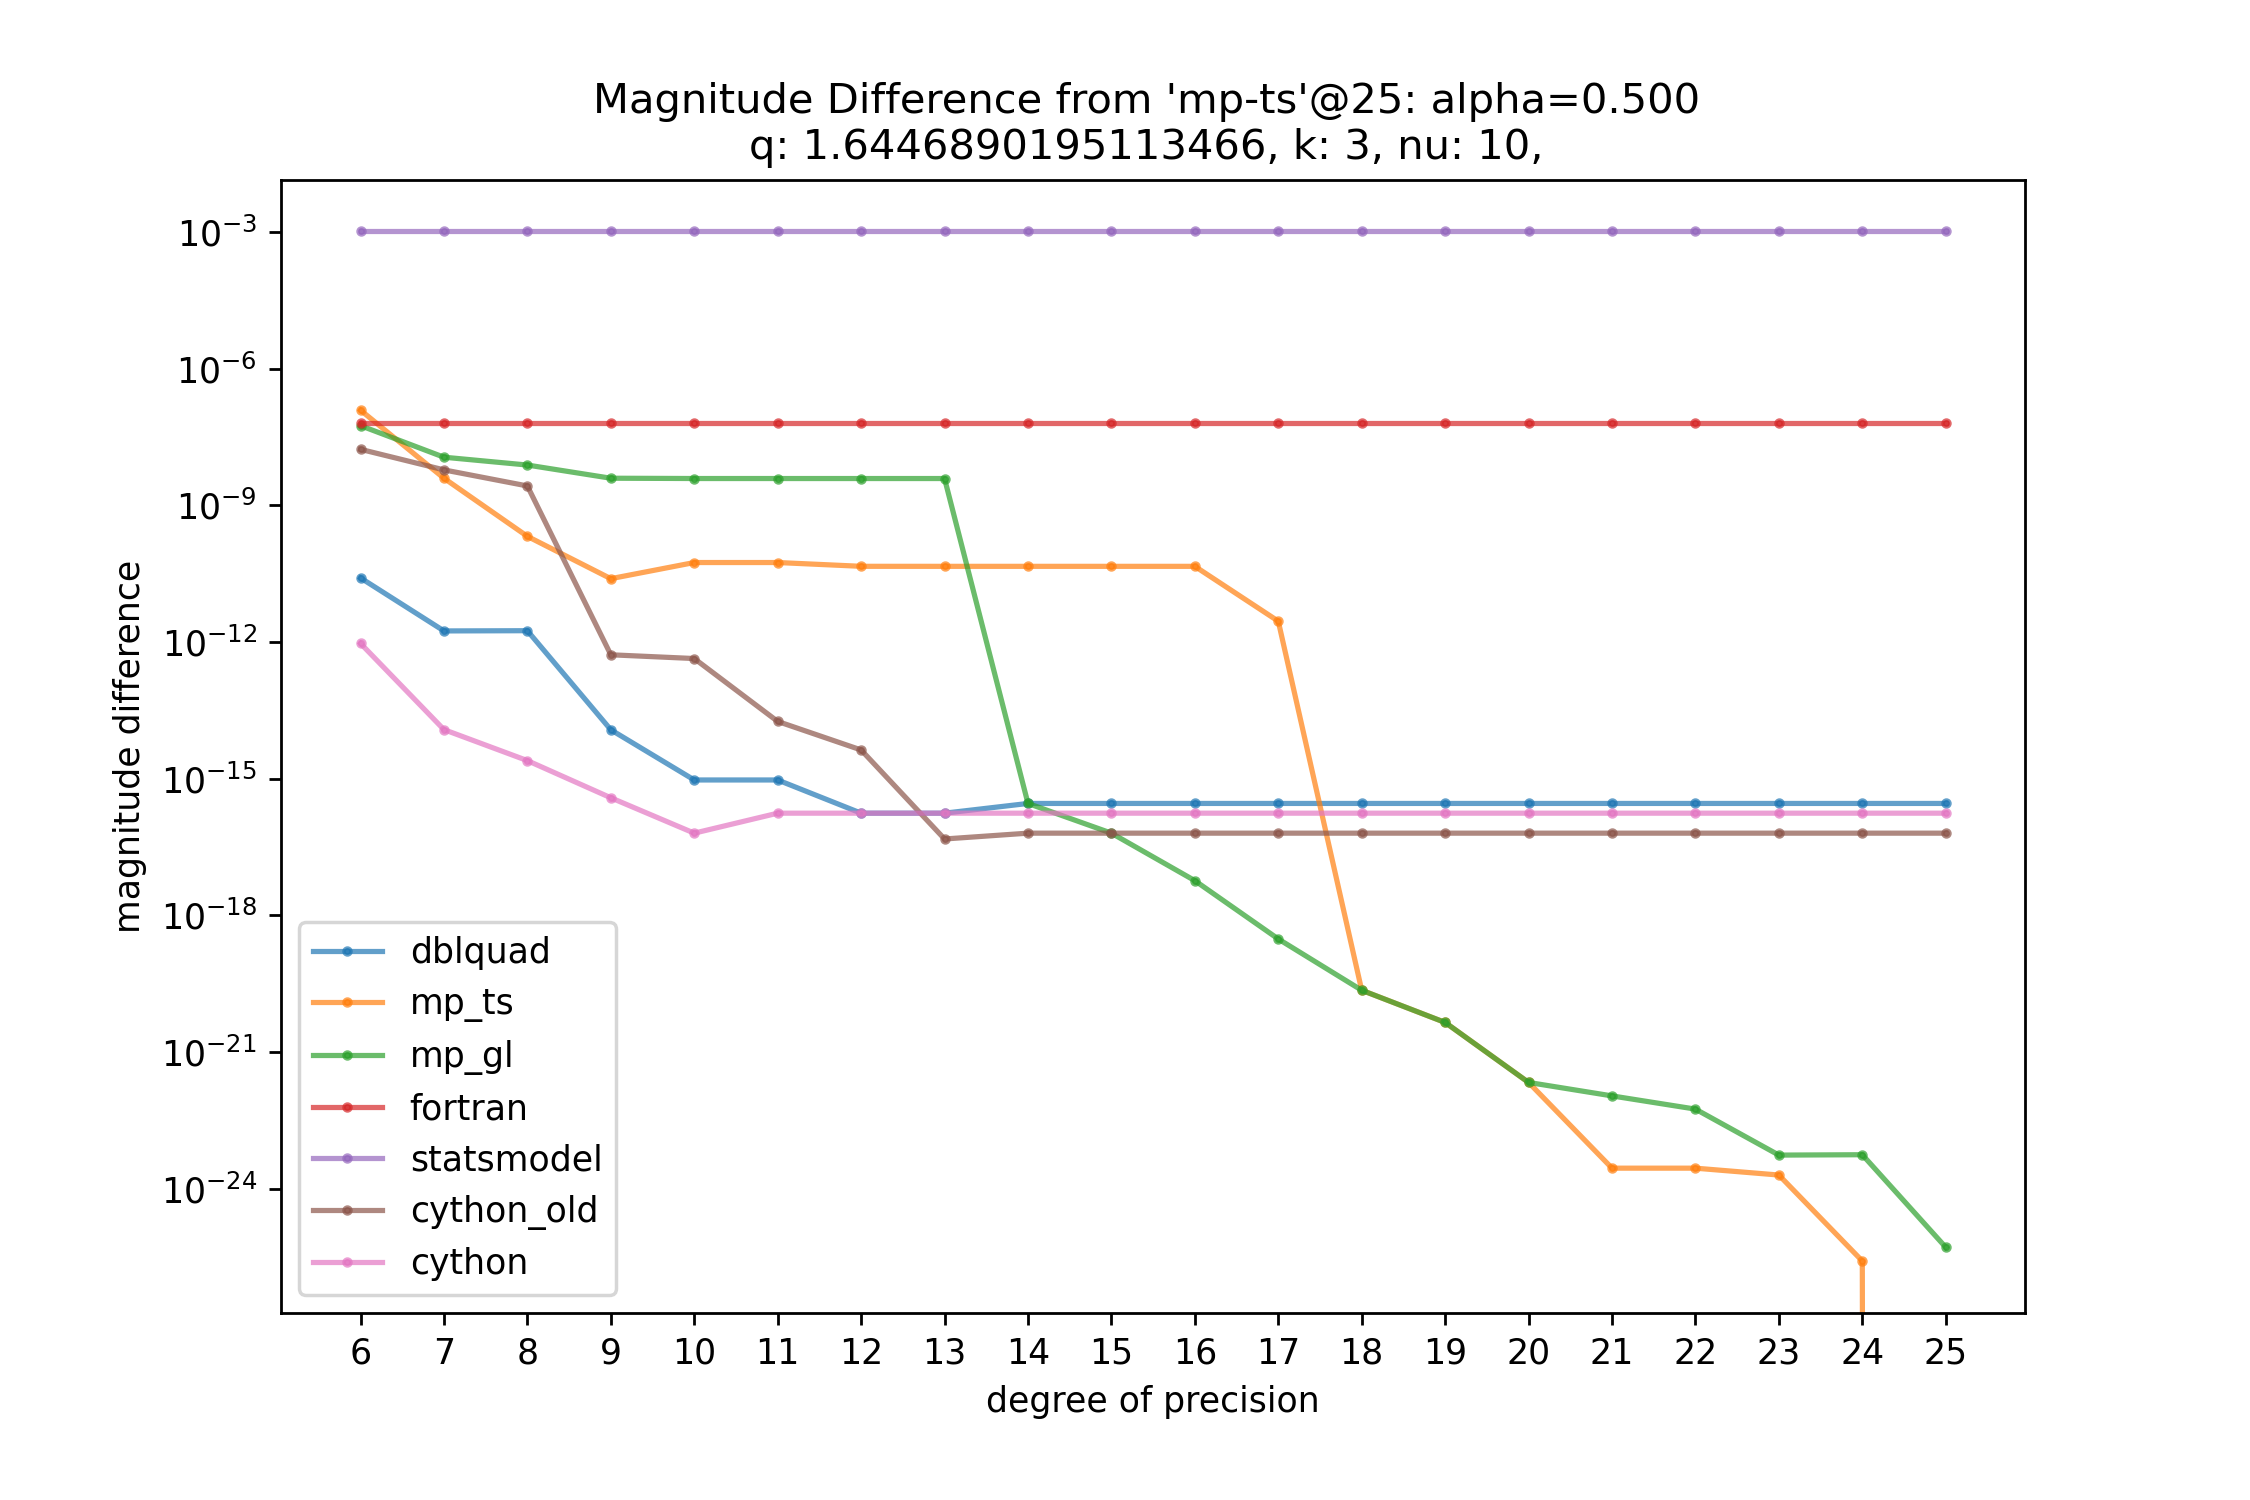 Magnitude Difference from 'mp-ts'@25: alpha=0.500
q: 1.6446890195113466, k: 3, nu: 10,
magnitude difference
10⁻³
10⁻⁶
10⁻⁹
10⁻¹²
10⁻¹⁵
10⁻¹⁸
10⁻²¹
10⁻²⁴
dblquad
mp_ts
mp_gl
fortran
statsmodel
cython_old
cython
6 7 8 9 10 11 12 13 14 15 16 17 18 19 20 21 22 23 24 25
degree of precision